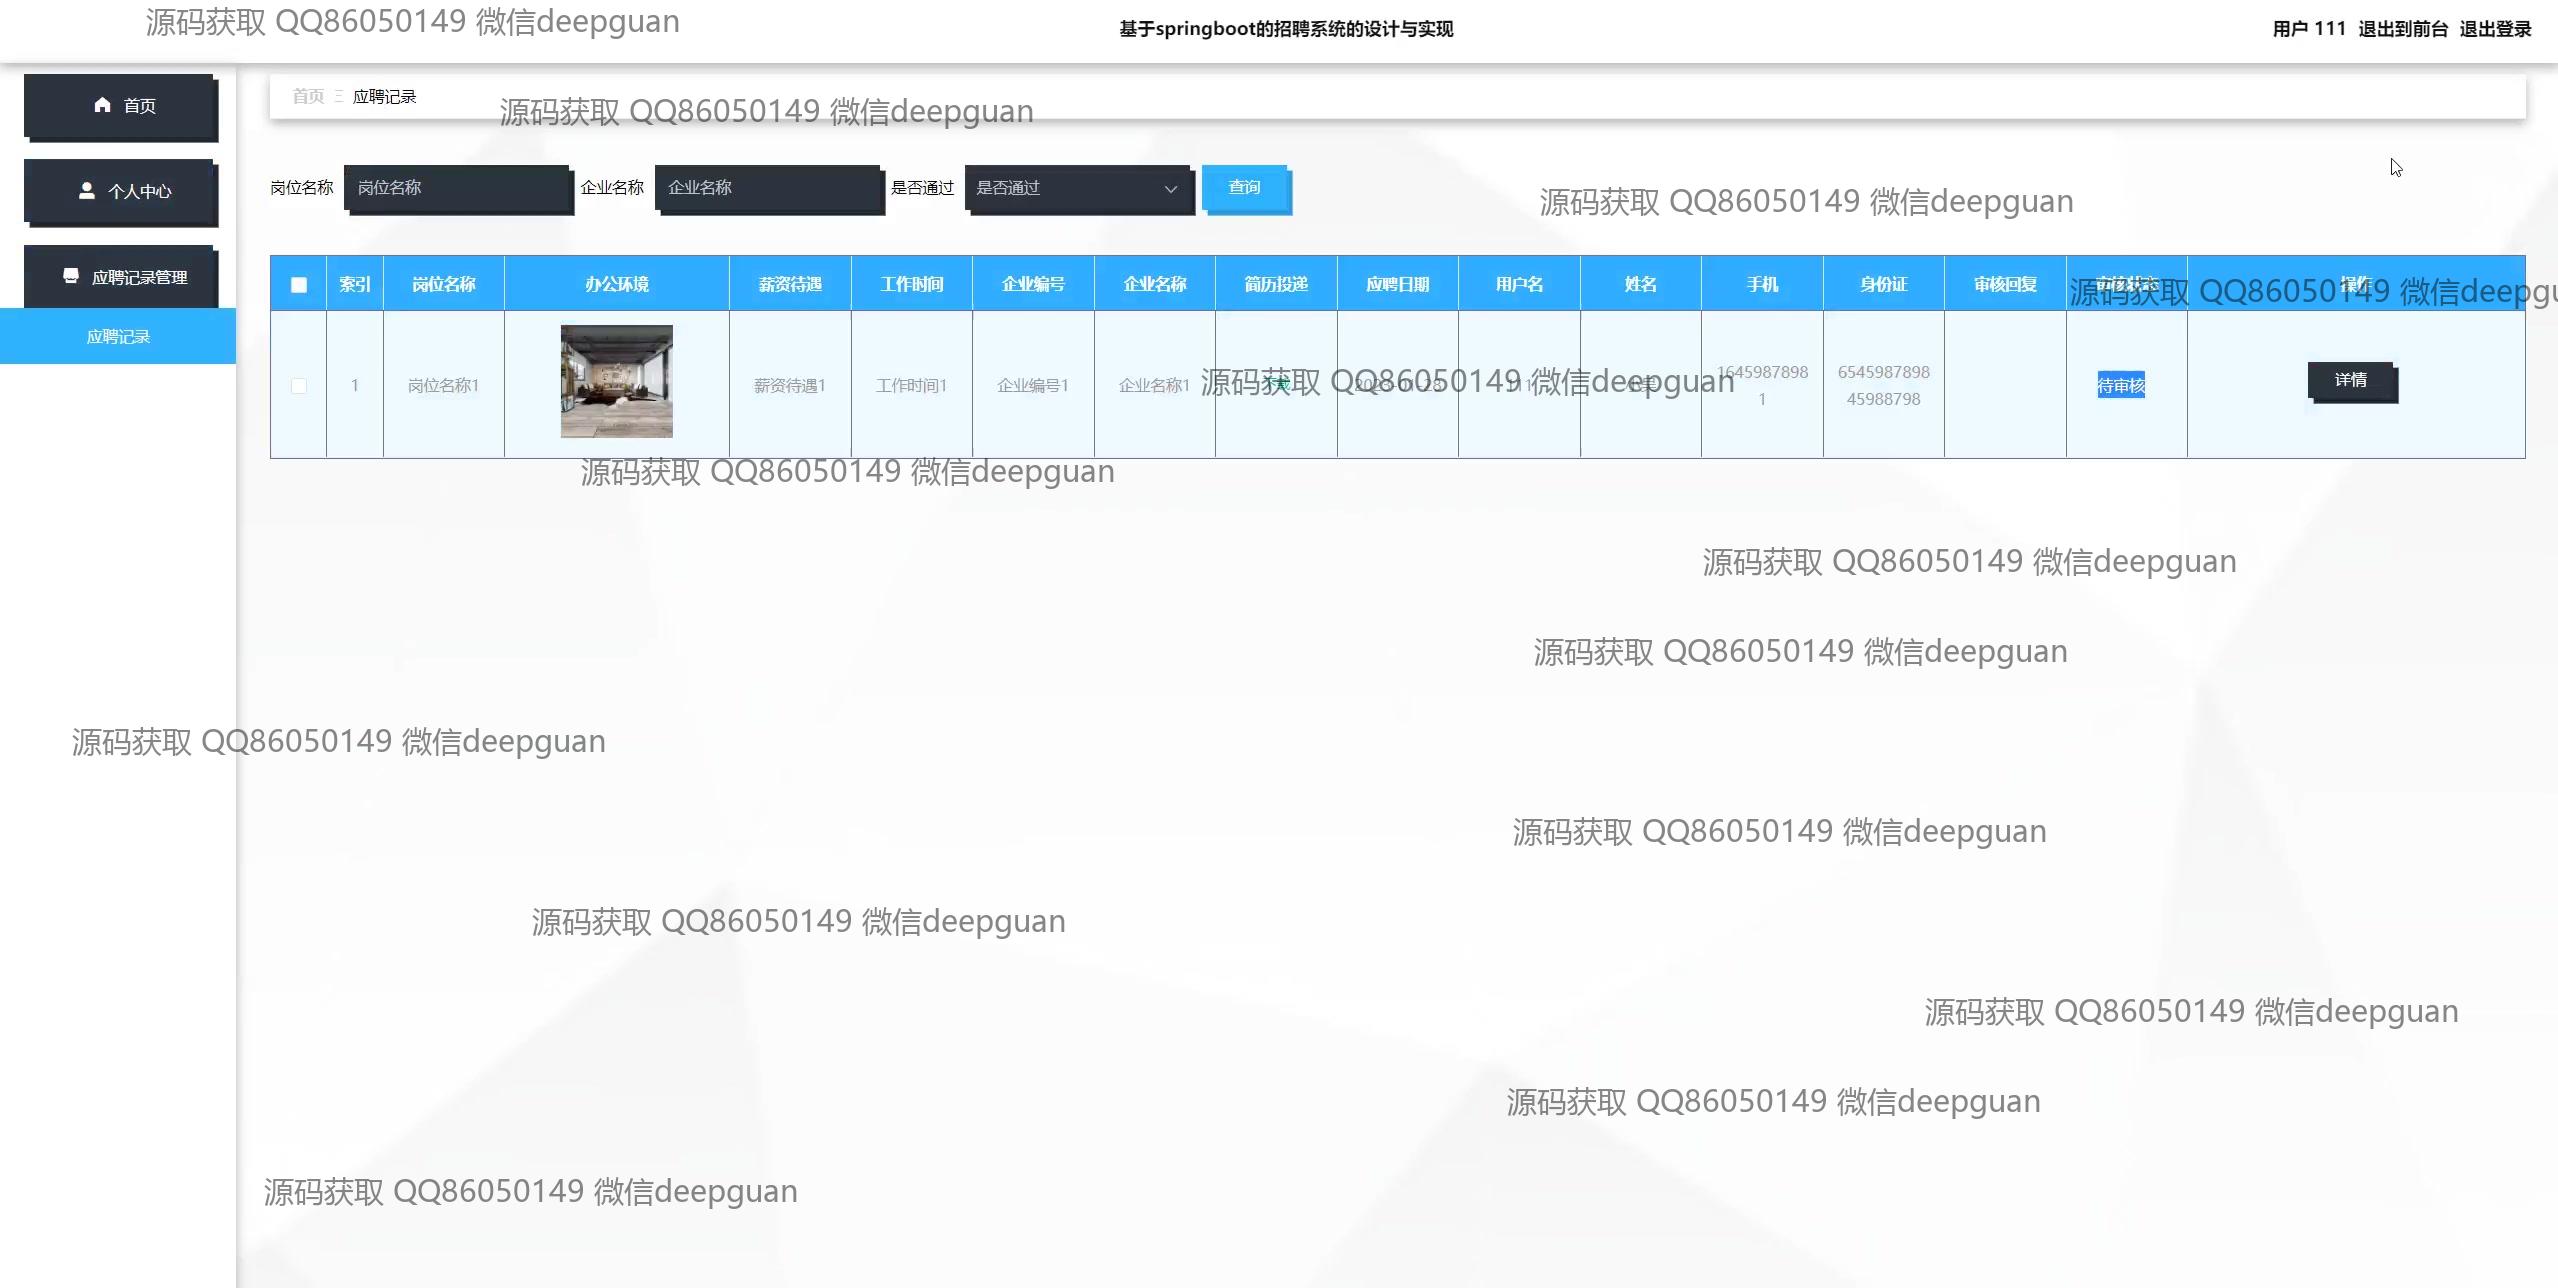 源码获取 QQ86050149 微信deepguan
基于springboot的招聘系统的设计与实现
用户 111 退出到前台 退出登录
首页
个人中心
应聘记录管理
应聘记录
首页 应聘记录
源码获取 QQ86050149 微信deepguan
岗位名称 岗位名称 企业名称 企业名称 是否通过 是否通过 查询
源码获取 QQ86050149 微信deepguan
索引 岗位名称 办公环境 薪资待遇 工作时间 企业编号 企业名称 简历投递 应聘日期 用户名 姓名 手机 身份证 审核回复 审核状态 操作
源码获取 QQ86050149 微信deepgu
1 岗位名称1 薪资待遇1 工作时间1 企业编号1 企业名称1 下载 1645987898
1
6545987898
45988798
待审核 详情
源码获取 QQ86050149 微信deepguan
源码获取 QQ86050149 微信deepguan
源码获取 QQ86050149 微信deepguan
源码获取 QQ86050149 微信deepguan
源码获取 QQ86050149 微信deepguan
源码获取 QQ86050149 微信deepguan
源码获取 QQ86050149 微信deepguan
源码获取 QQ86050149 微信deepguan
源码获取 QQ86050149 微信deepguan
源码获取 QQ86050149 微信deepguan